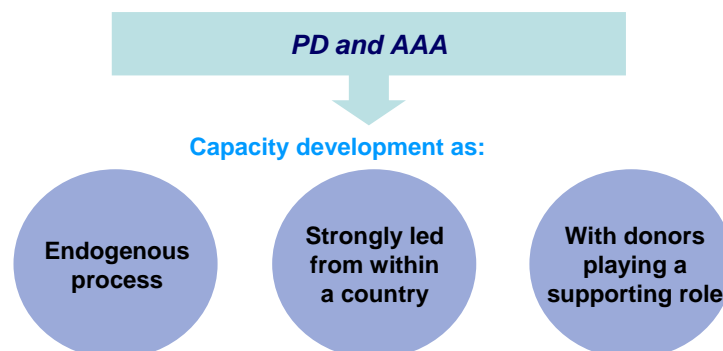 PD and AAA
Capacity development as:
Endogenous
process
Strongly led
from within
a country
With donors
playing a
supporting role